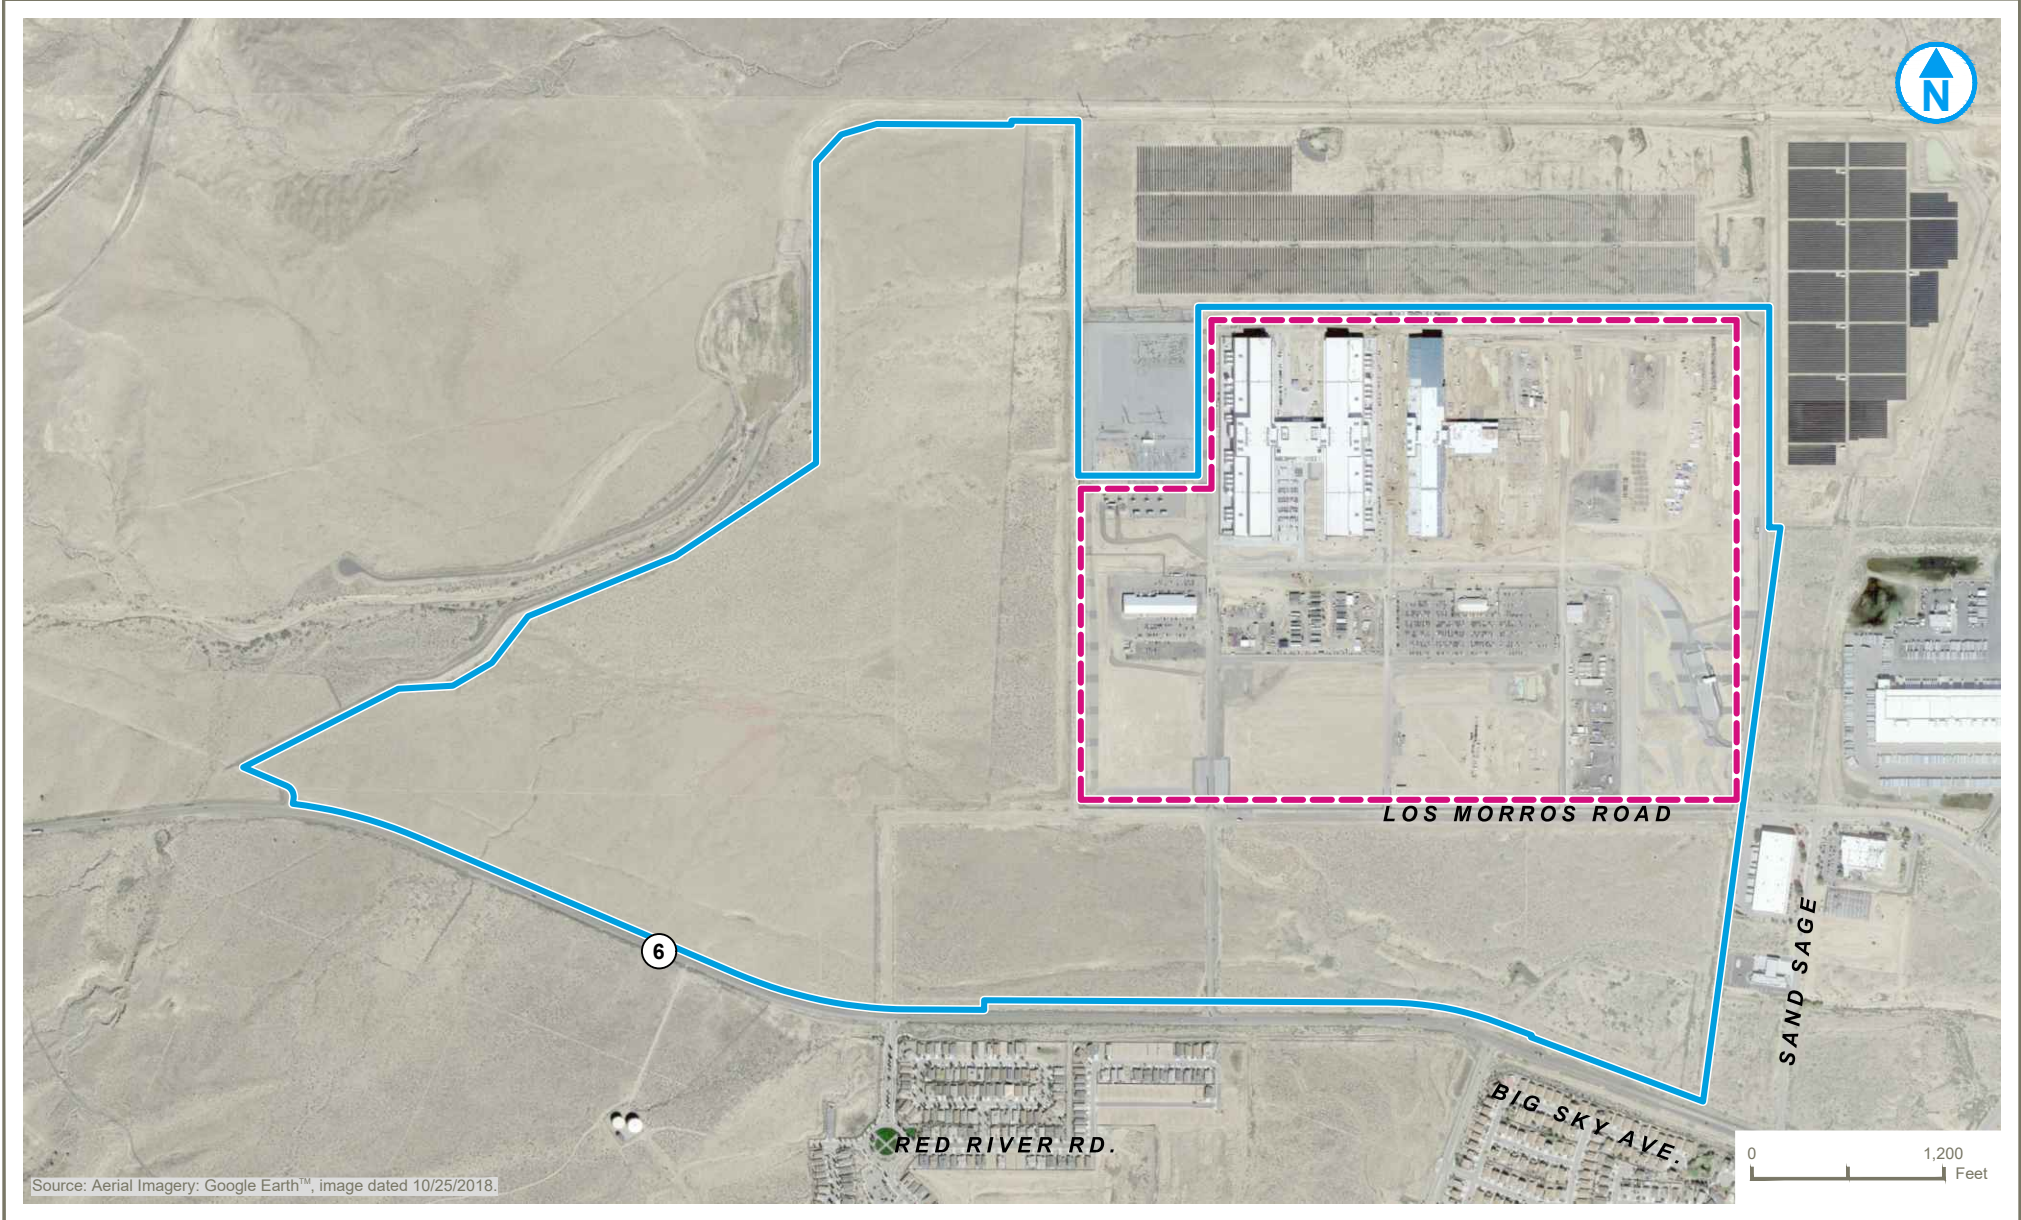 N
LOS MORROS ROAD
SAND SAGE
6
BIG SKY AVE.
RED RIVER RD.
0 1,200
Feet
Source: Aerial Imagery: Google Earth™, image dated 10/25/2018.